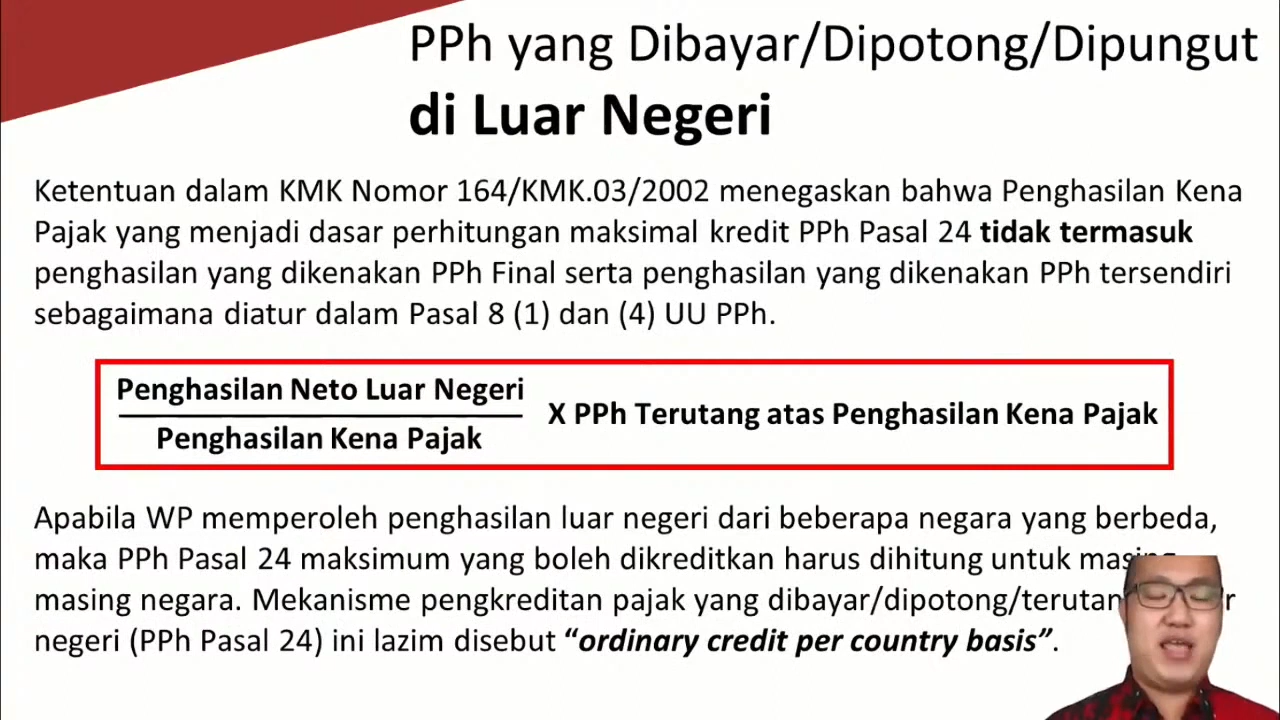 PPh yang Dibayar/Dipotong/Dipungut
di Luar Negeri
Ketentuan dalam KMK Nomor 164/KMK.03/2002 menegaskan bahwa Penghasilan Kena
Pajak yang menjadi dasar perhitungan maksimal kredit PPh Pasal 24 tidak termasuk
penghasilan yang dikenakan PPh Final serta penghasilan yang dikenakan PPh tersendiri
sebagaimana diatur dalam Pasal 8 (1) dan (4) UU PPh.
Penghasilan Neto Luar Negeri
Penghasilan Kena Pajak
X PPh Terutang atas Penghasilan Kena Pajak
Apabila WP memperoleh penghasilan luar negeri dari beberapa negara yang berbeda,
maka PPh Pasal 24 maksimum yang boleh dikreditkan harus dihitung untuk masing-
masing negara. Mekanisme pengkreditan pajak yang dibayar/dipotong/terutan
negeri (PPh Pasal 24) ini lazim disebut “ordinary credit per country basis”.